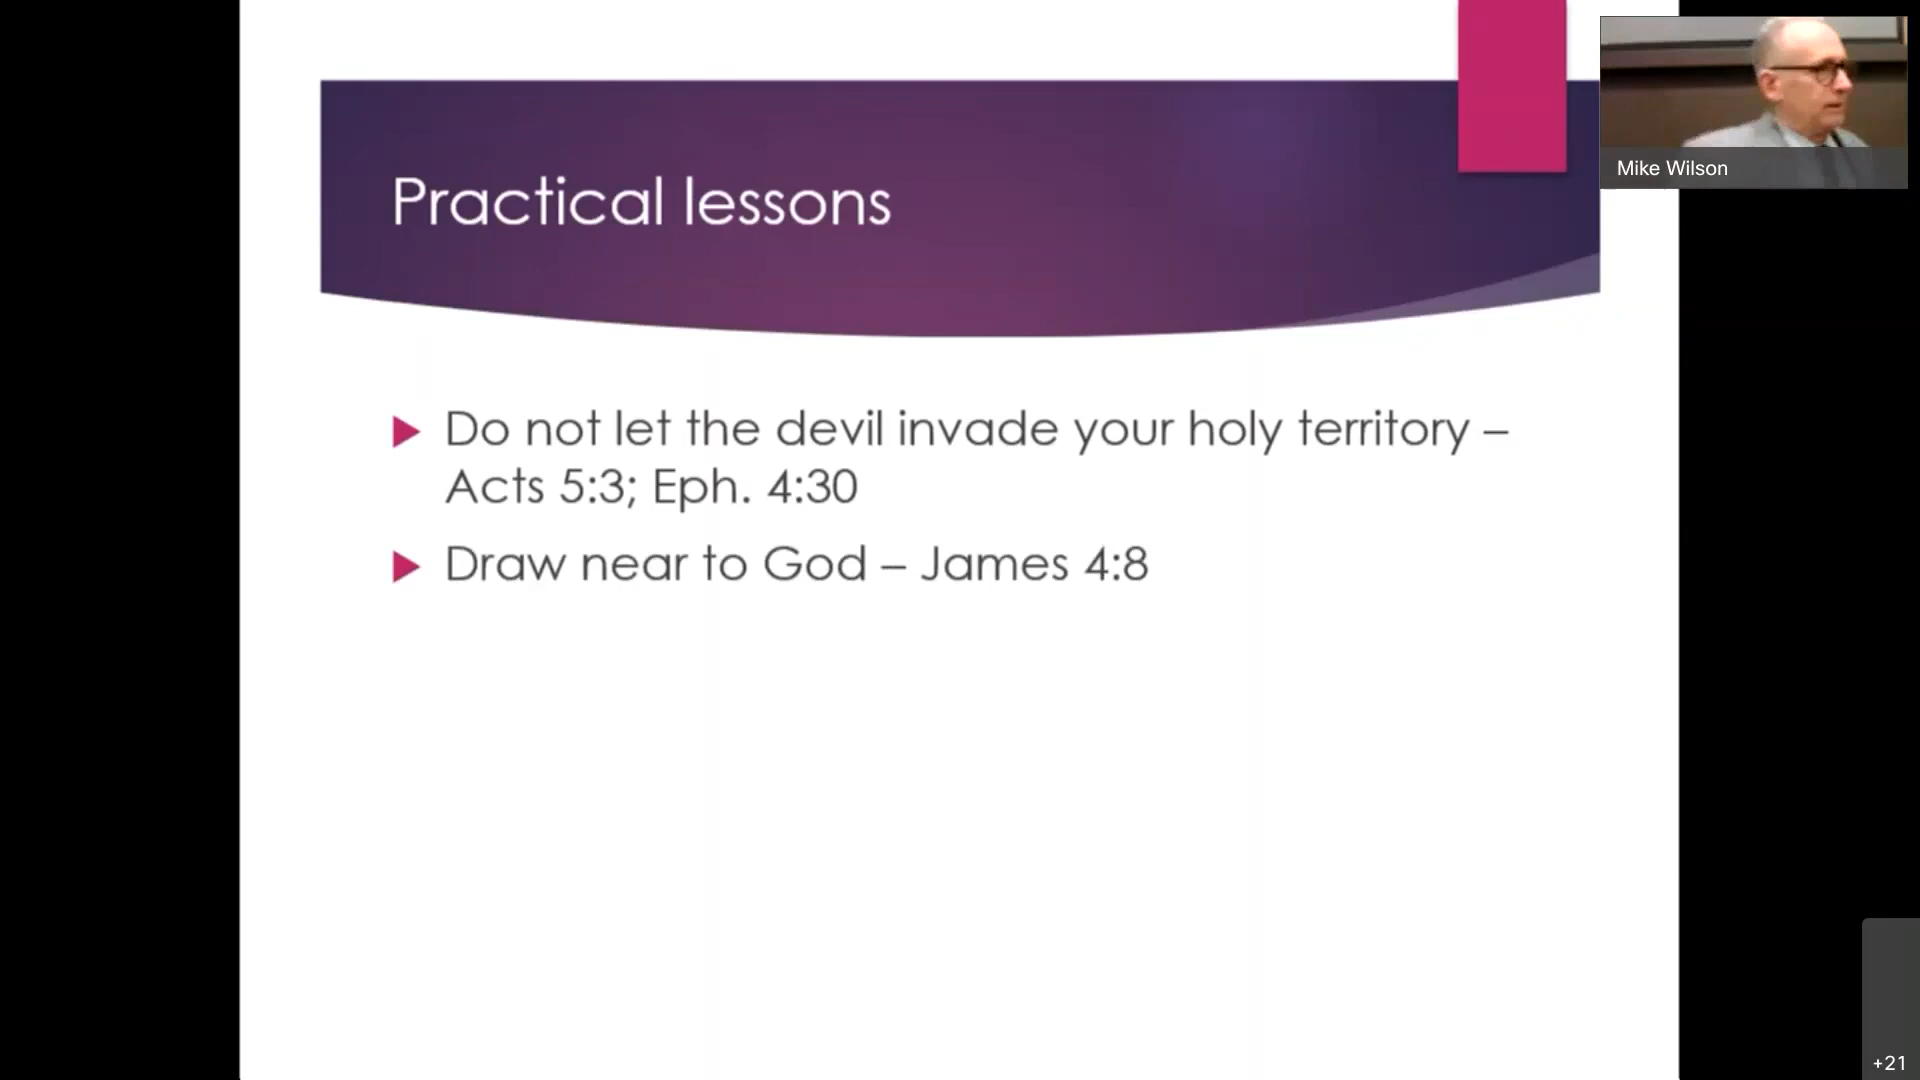 Practical lessons
Mike Wilson
Do not let the devil invade your holy territory –
Acts 5:3; Eph. 4:30
Draw near to God – James 4:8
+21